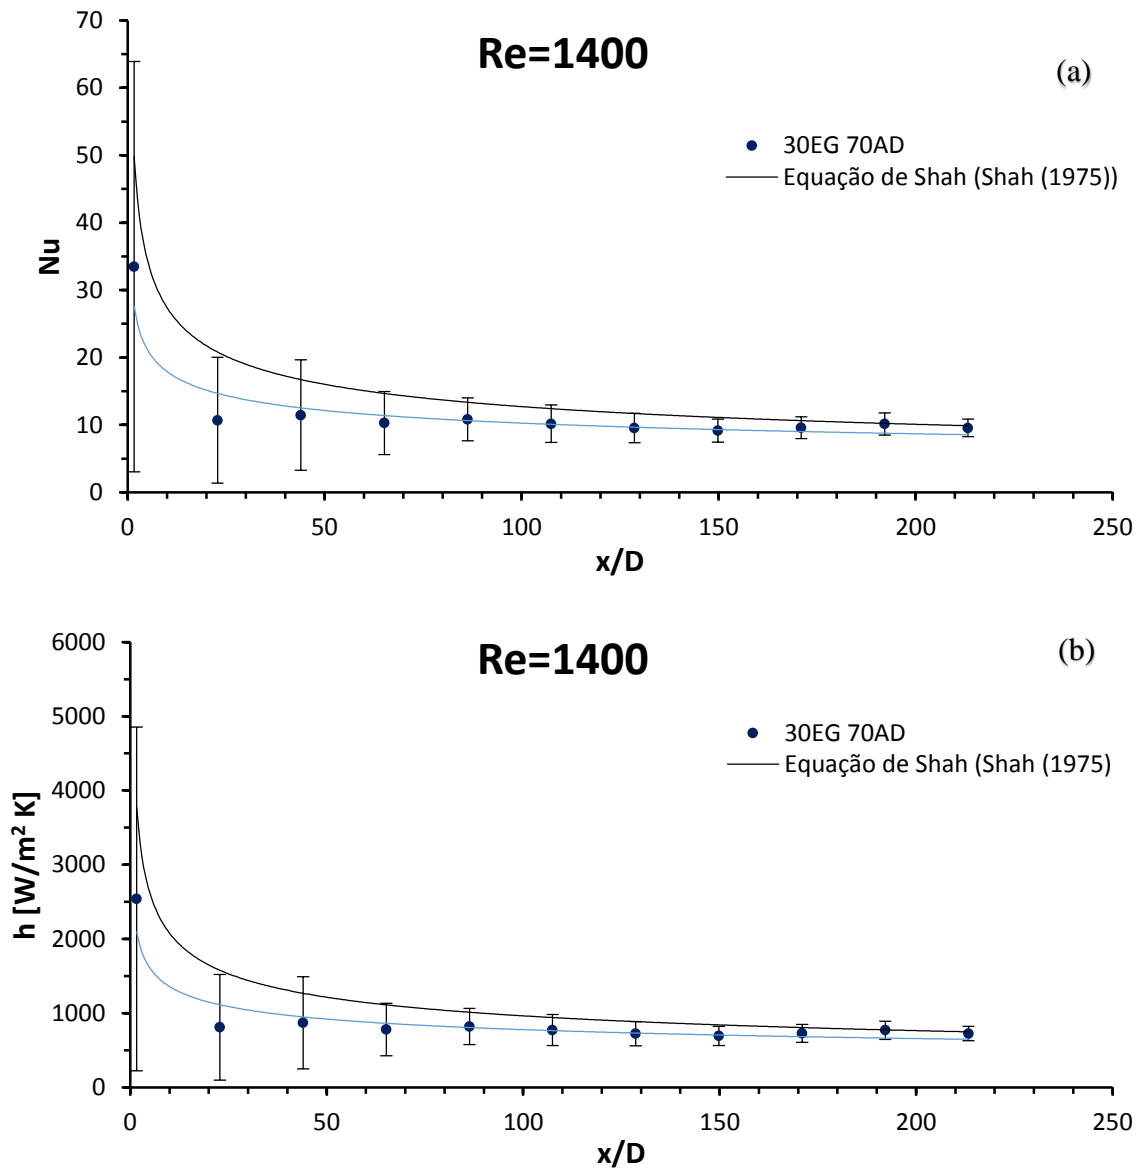 Re=1400
(a)
30EG 70AD
Equação de Shah (Shah (1975))
70
60
50
40
30
20
10
0
Nu
0 50 100 150 200 250
x/D
Re=1400
(b)
30EG 70AD
Equação de Shah (Shah (1975)
6000
5000
4000
3000
2000
1000
0
h [W/m² K]
0 50 100 150 200 250
x/D